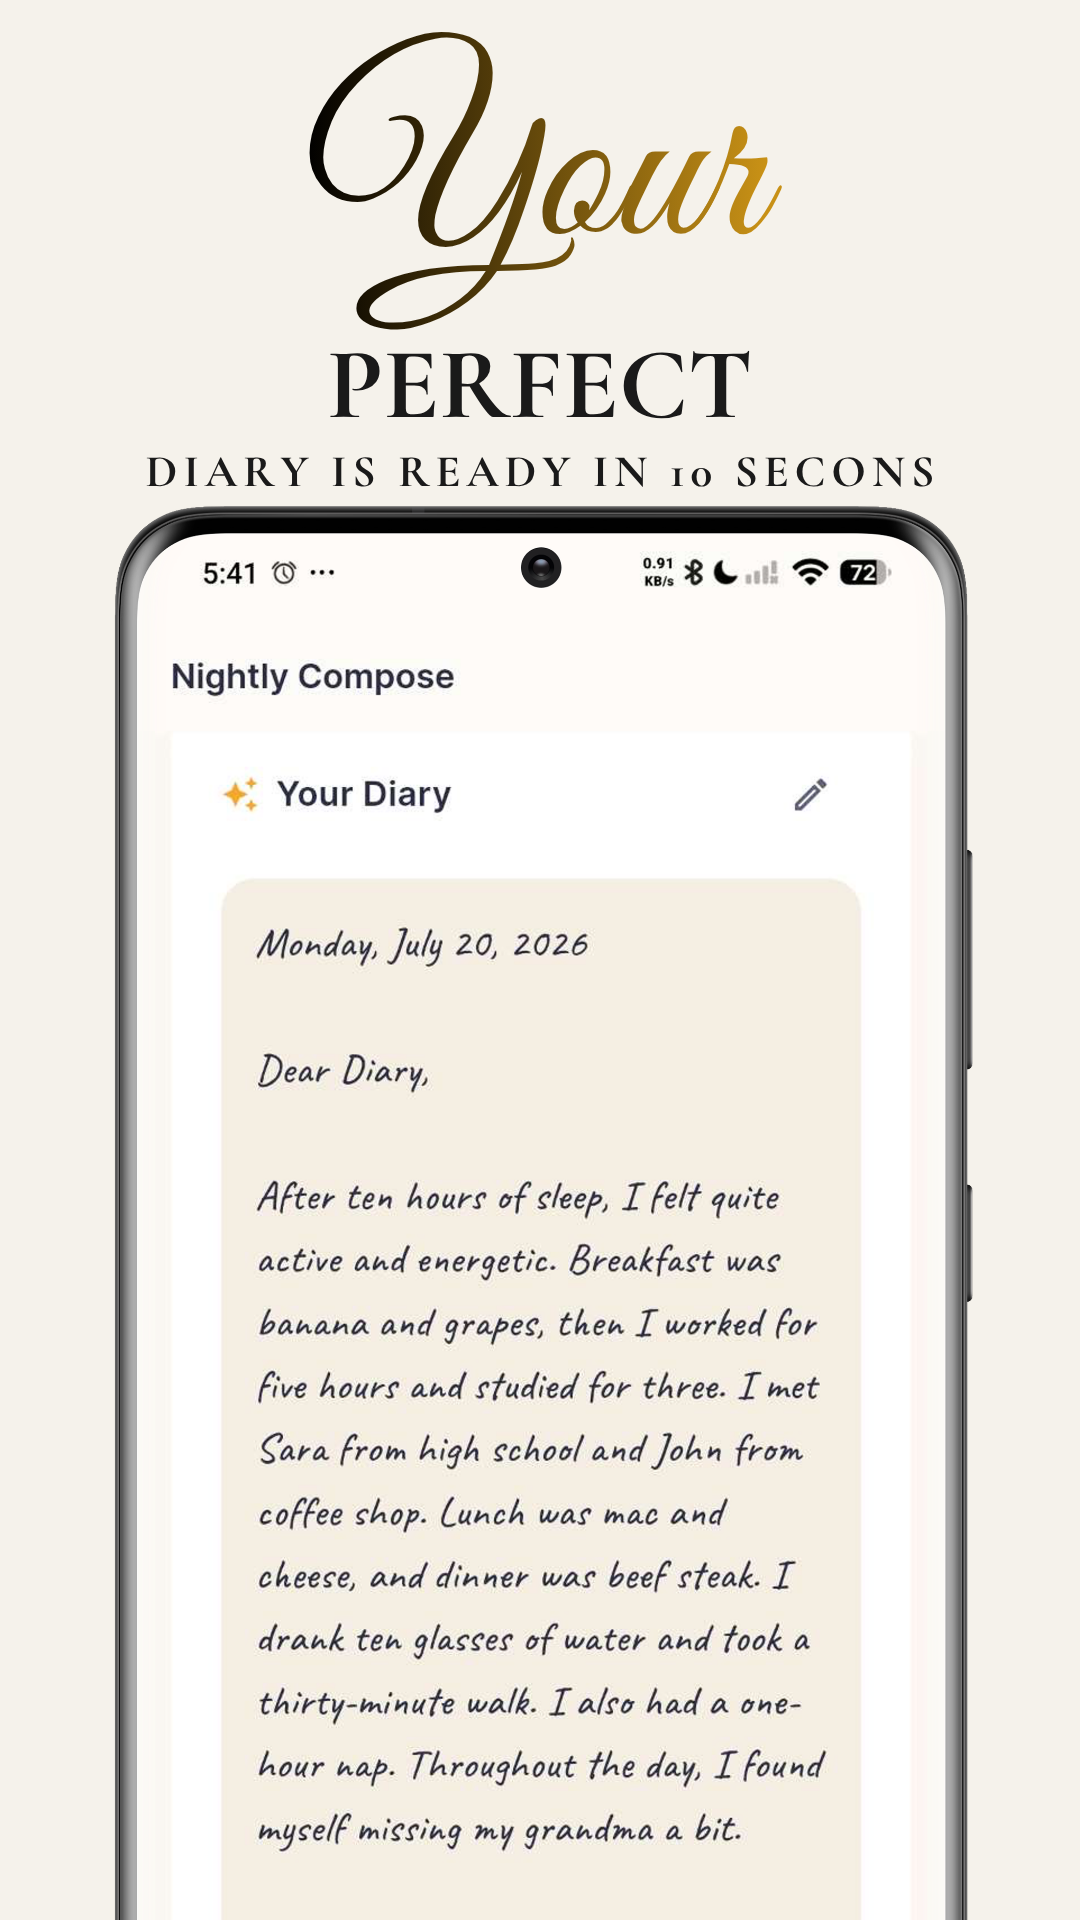 Your
PERFECT
DIARY IS READY IN 10 SECONS
5:41 ··· 0.91 KB/s 72
Nightly Compose
Your Diary
Monday, July 20, 2026
Dear Diary,
After ten hours of sleep, I felt quite
active and energetic. Breakfast was
banana and grapes, then I worked for
five hours and studied for three. I met
Sara from high school and John from
coffee shop. Lunch was mac and
cheese, and dinner was beef steak. I
drank ten glasses of water and took a
thirty-minute walk. I also had a one-
hour nap. Throughout the day, I found
myself missing my grandma a bit.